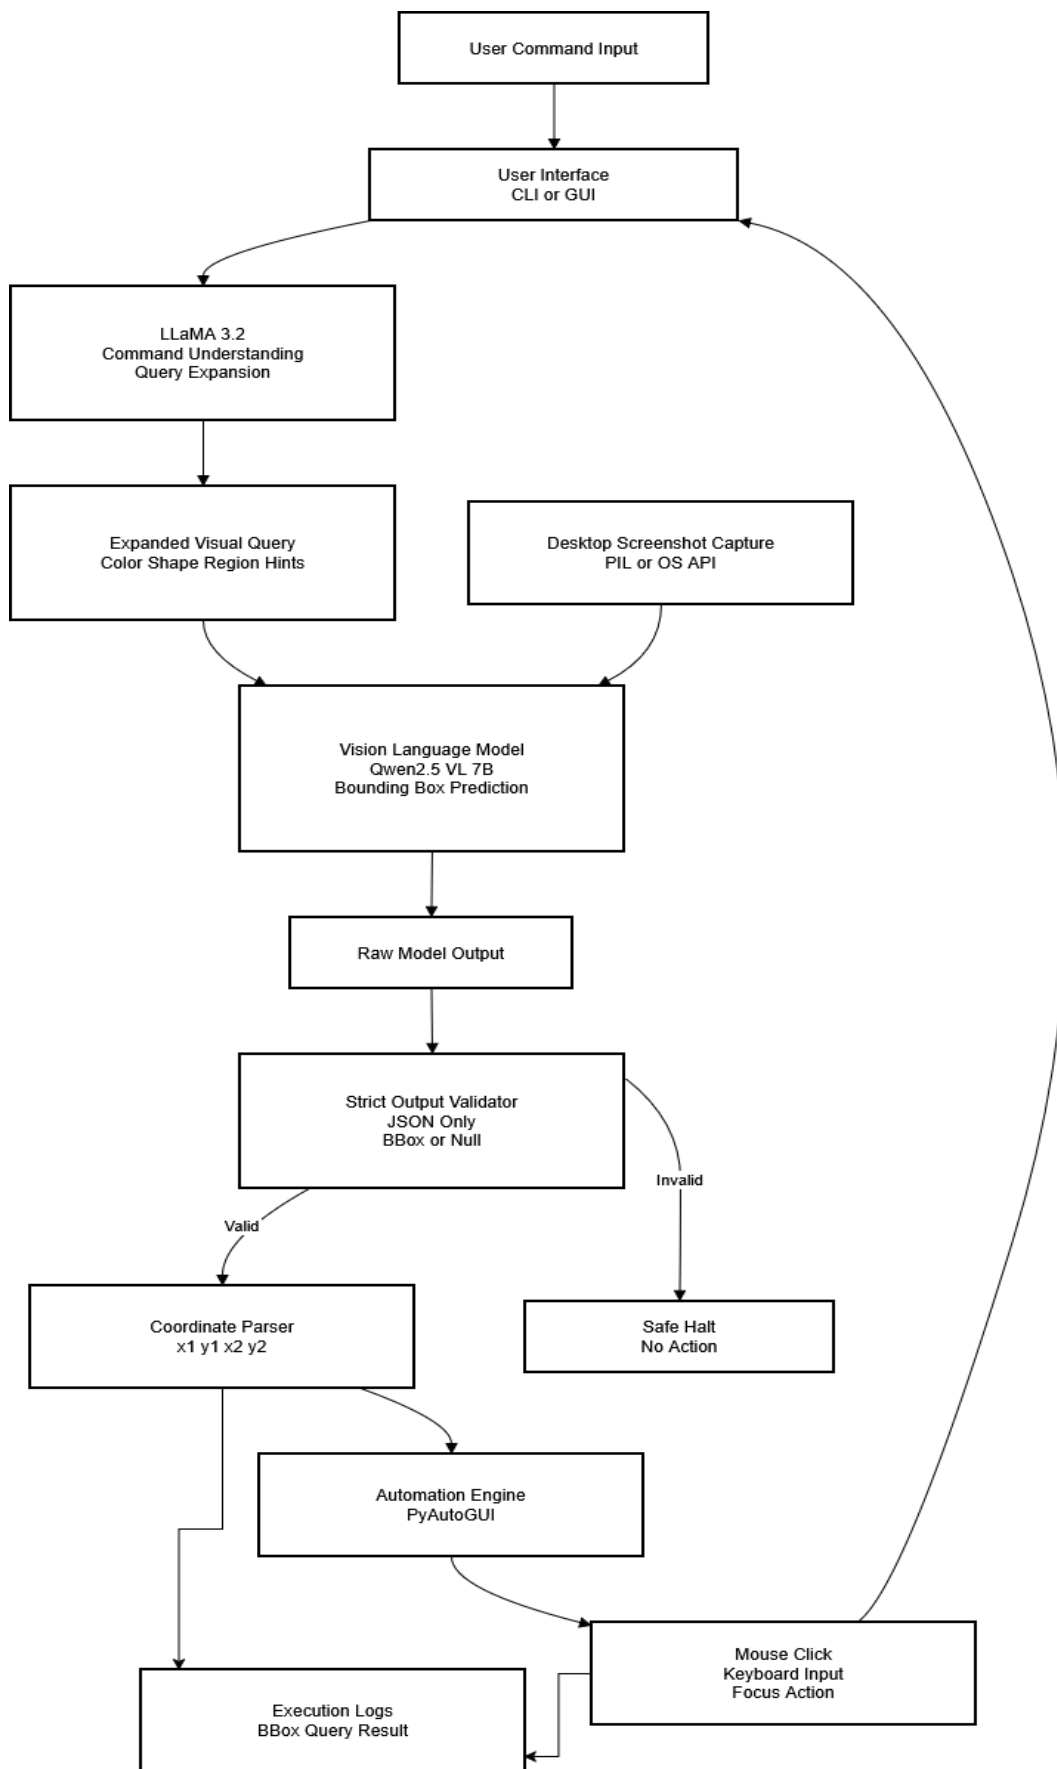 User Command Input
User Interface
CLI or GUI
LLaMA 3.2
Command Understanding
Query Expansion
Expanded Visual Query
Color Shape Region Hints
Desktop Screenshot Capture
PIL or OS API
Vision Language Model
Qwen2.5 VL 7B
Bounding Box Prediction
Raw Model Output
Strict Output Validator
JSON Only
BBox or Null
Invalid
Valid
Coordinate Parser
x1 y1 x2 y2
Safe Halt
No Action
Automation Engine
PyAutoGUI
Mouse Click
Keyboard Input
Focus Action
Execution Logs
BBox Query Result